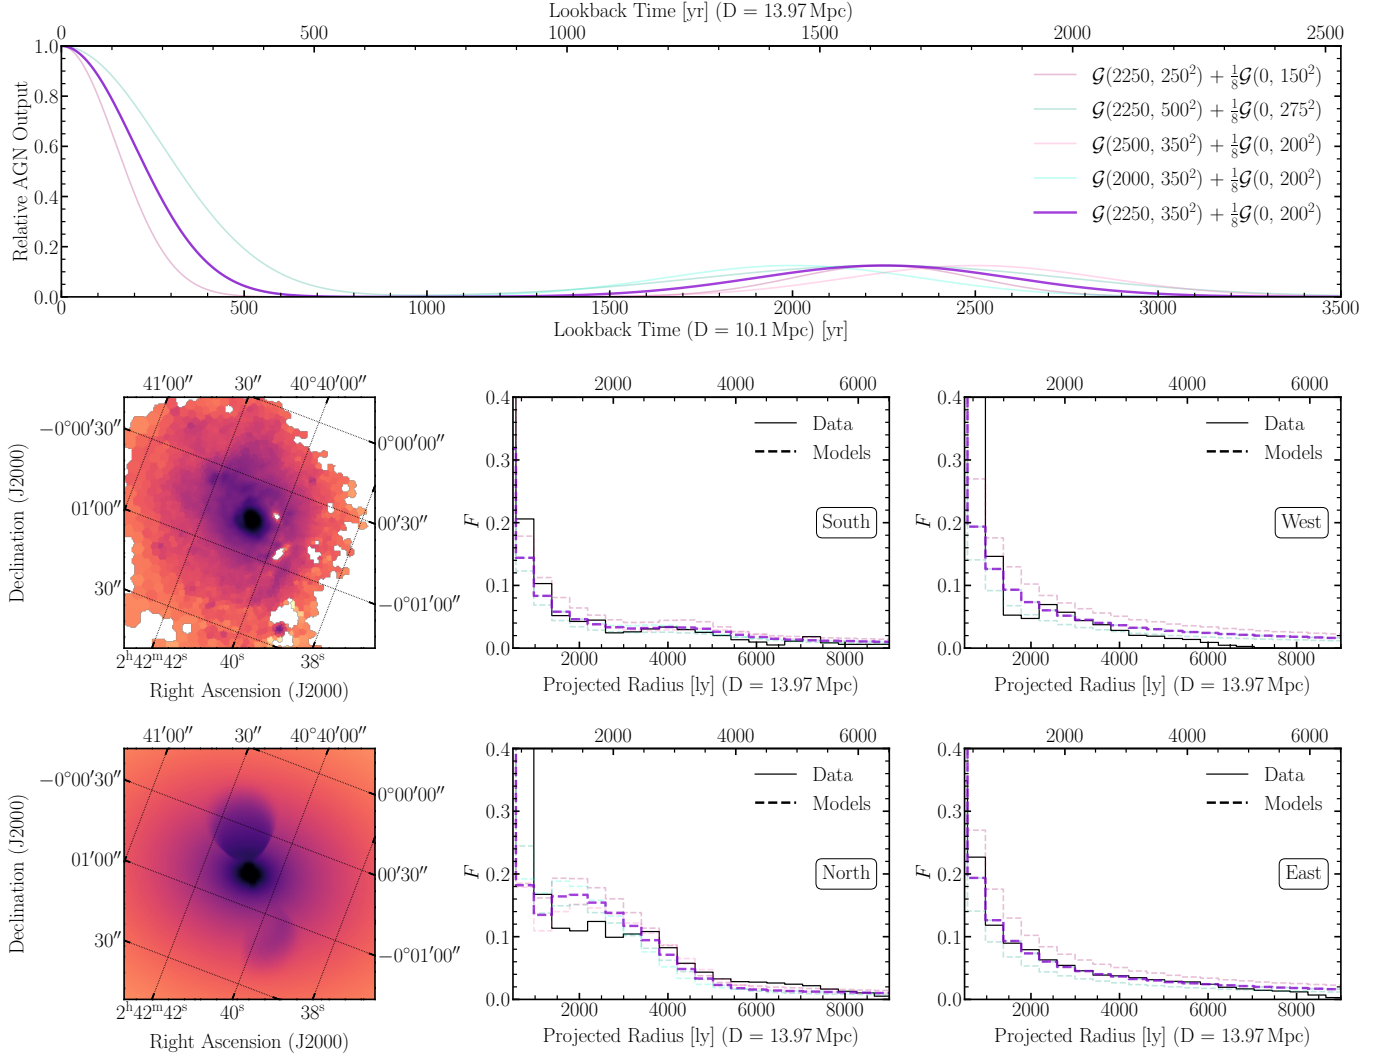 Lookback Time [yr] (D = 13.97 Mpc)
0 500 1000 1500 2000 2500
Relative AGN Output
1.0
0.8
0.6
0.4
0.2
0.0
𝒢(2250, 250²) + ⅛𝒢(0, 150²)
𝒢(2250, 500²) + ⅛𝒢(0, 275²)
𝒢(2500, 350²) + ⅛𝒢(0, 200²)
𝒢(2000, 350²) + ⅛𝒢(0, 200²)
𝒢(2250, 350²) + ⅛𝒢(0, 200²)
0 500 1000 1500 2000 2500 3000 3500
Lookback Time (D = 10.1 Mpc) [yr]
41′00″ 30″ 40°40′00″
Declination (J2000)
−0°00′30″
01′00″
30″
0°00′00″
00′30″
−0°01′00″
2ʰ42ᵐ42ˢ 40ˢ 38ˢ
Right Ascension (J2000)
2000 4000 6000
F
0.4
0.3
0.2
0.1
0.0
Data
Models
South
2000 4000 6000 8000
Projected Radius [ly] (D = 13.97 Mpc)
2000 4000 6000
F
0.4
0.3
0.2
0.1
0.0
Data
Models
West
2000 4000 6000 8000
Projected Radius [ly] (D = 13.97 Mpc)
41′00″ 30″ 40°40′00″
Declination (J2000)
−0°00′30″
01′00″
30″
0°00′00″
00′30″
−0°01′00″
2ʰ42ᵐ42ˢ 40ˢ 38ˢ
Right Ascension (J2000)
2000 4000 6000
F
0.4
0.3
0.2
0.1
0.0
Data
Models
North
2000 4000 6000 8000
Projected Radius [ly] (D = 13.97 Mpc)
2000 4000 6000
F
0.4
0.3
0.2
0.1
0.0
Data
Models
East
2000 4000 6000 8000
Projected Radius [ly] (D = 13.97 Mpc)